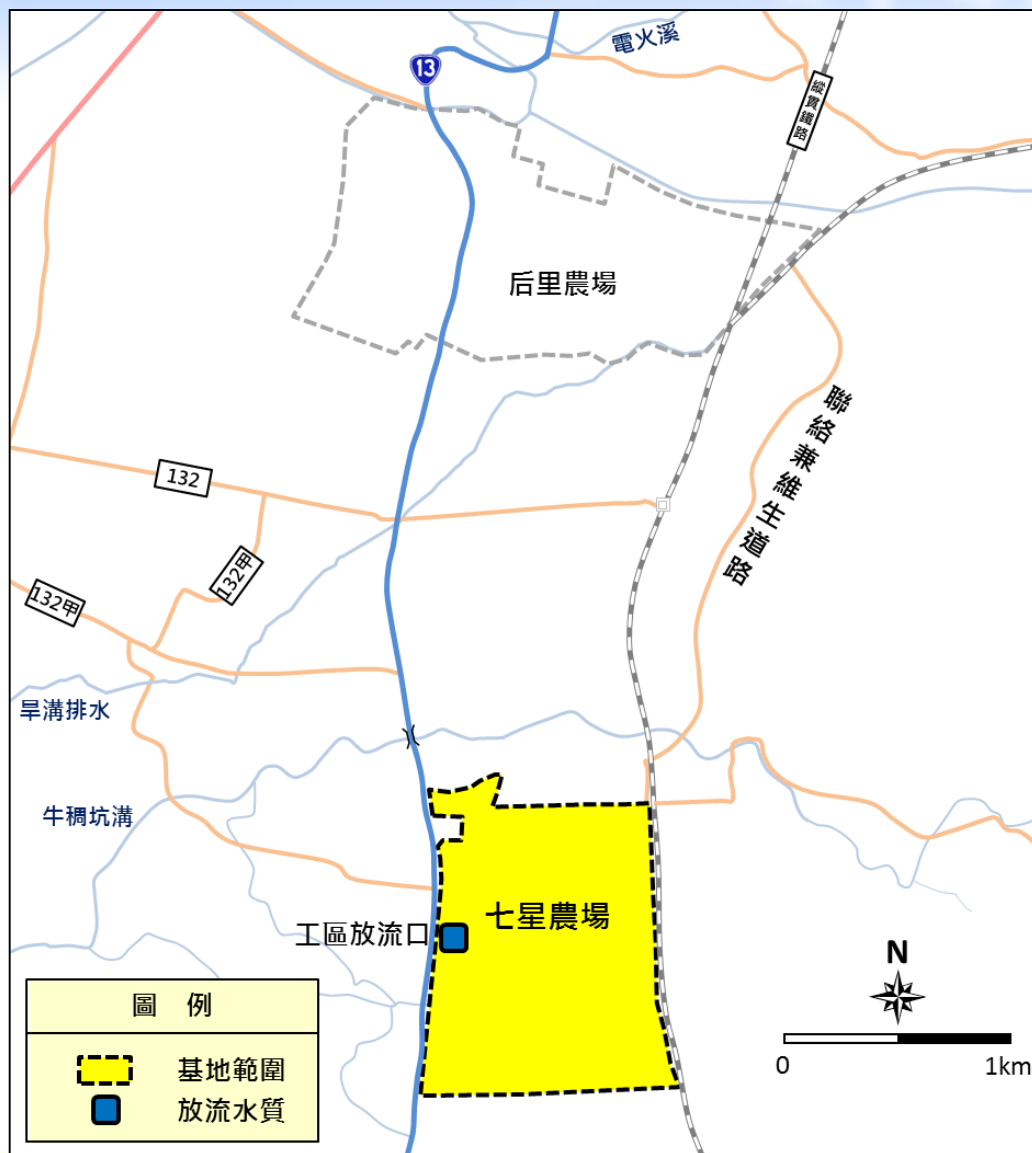 電火溪
13
縱貫鐵路
后里農場
聯絡兼維生道路
132
132甲
132甲
旱溝排水
牛稠坑溝
七星農場
工區放流口
N
0
1km
圖 例
基地範圍
放流水質